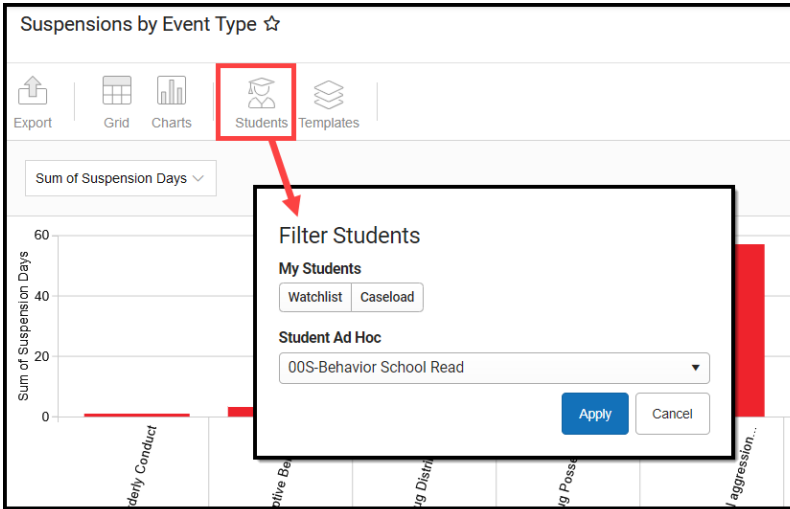 Suspensions by Event Type
Export
Grid
Charts
Students
Templates
Sum of Suspension Days
Filter Students
My Students
Watchlist
Caseload
Student Ad Hoc
00S-Behavior School Read
Apply
Cancel
Sum of Suspension Days
60
40
20
0
derly Conduct
ptive Be
ug Distri
ug Posse
l aggression...